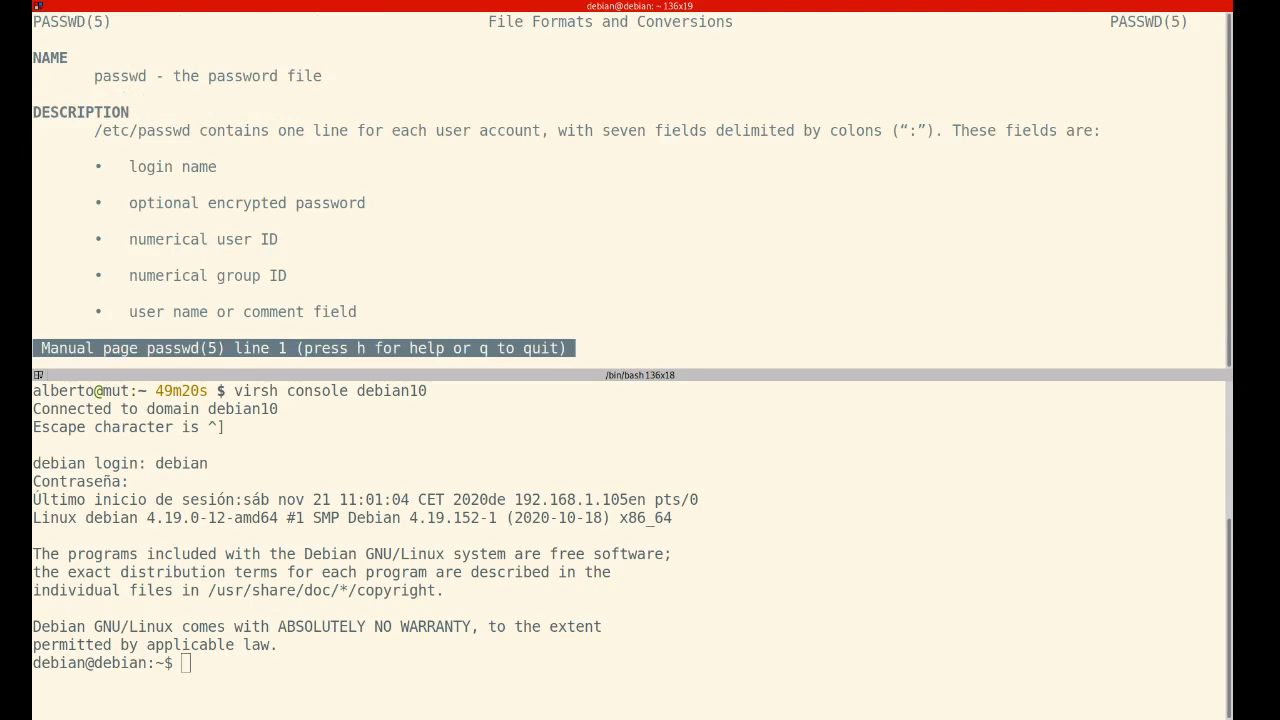 debian@debian: ~ 136x19
PASSWD(5) File Formats and Conversions PASSWD(5)
NAME
passwd - the password file
DESCRIPTION
/etc/passwd contains one line for each user account, with seven fields delimited by colons (“:”). These fields are:
• login name
• optional encrypted password
• numerical user ID
• numerical group ID
• user name or comment field
Manual page passwd(5) line 1 (press h for help or q to quit)
/bin/bash 136x18
alberto@mut:~ 49m20s $ virsh console debian10
Connected to domain debian10
Escape character is ^]
debian login: debian
Contraseña:
Último inicio de sesión:sáb nov 21 11:01:04 CET 2020de 192.168.1.105en pts/0
Linux debian 4.19.0-12-amd64 #1 SMP Debian 4.19.152-1 (2020-10-18) x86_64
The programs included with the Debian GNU/Linux system are free software;
the exact distribution terms for each program are described in the
individual files in /usr/share/doc/*/copyright.
Debian GNU/Linux comes with ABSOLUTELY NO WARRANTY, to the extent
permitted by applicable law.
debian@debian:~$